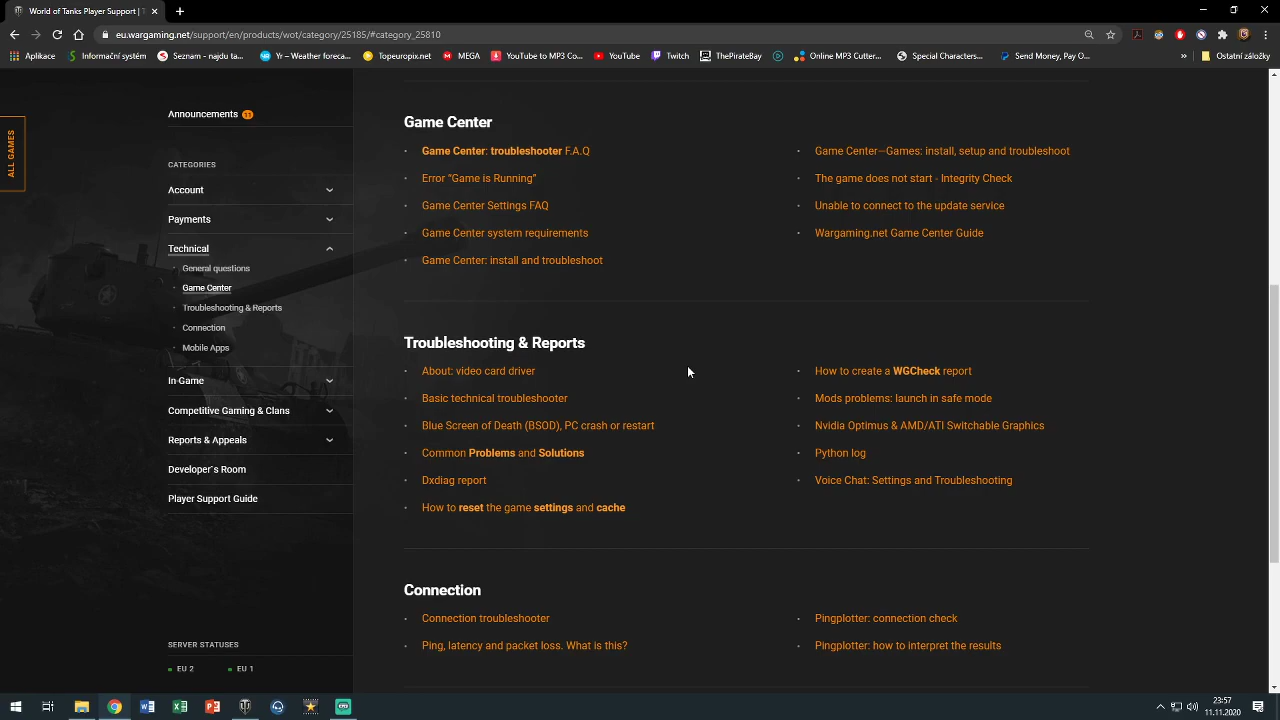 Wargaming.net | Player Support | T
eu.wargaming.net/support/en/products/wot/category/25185/#category_25810
Aplikace
Informační systém
Seznam – najdu ta...
Yr – Weather foreca...
Topeuropix.net
MEGA
YouTube to MP3 Co...
YouTube
Twitch
ThePirateBay
Online MP3 Cutter...
Special Characters...
Send Money, Pay O...
»
Ostatní záložky
ALL GAMES
Announcements 11
CATEGORIES
Account
Payments
Technical
General questions
Game Center
Troubleshooting & Reports
Connection
Mobile Apps
In-Game
Competitive Gaming & Clans
Reports & Appeals
Developer's Room
Player Support Guide
SERVER STATUSES
EU 2
EU 1
Game Center
Game Center: troubleshooter F.A.Q
Error “Game is Running”
Game Center Settings FAQ
Game Center system requirements
Game Center: install and troubleshoot
Game Center—Games: install, setup and troubleshoot
The game does not start - Integrity Check
Unable to connect to the update service
Wargaming.net Game Center Guide
Troubleshooting & Reports
About: video card driver
Basic technical troubleshooter
Blue Screen of Death (BSOD), PC crash or restart
Common Problems and Solutions
Dxdiag report
How to reset the game settings and cache
How to create a WGCheck report
Mods problems: launch in safe mode
Nvidia Optimus & AMD/ATI Switchable Graphics
Python log
Voice Chat: Settings and Troubleshooting
Connection
Connection troubleshooter
Ping, latency and packet loss. What is this?
Pingplotter: connection check
Pingplotter: how to interpret the results
23:57
11.11.2020